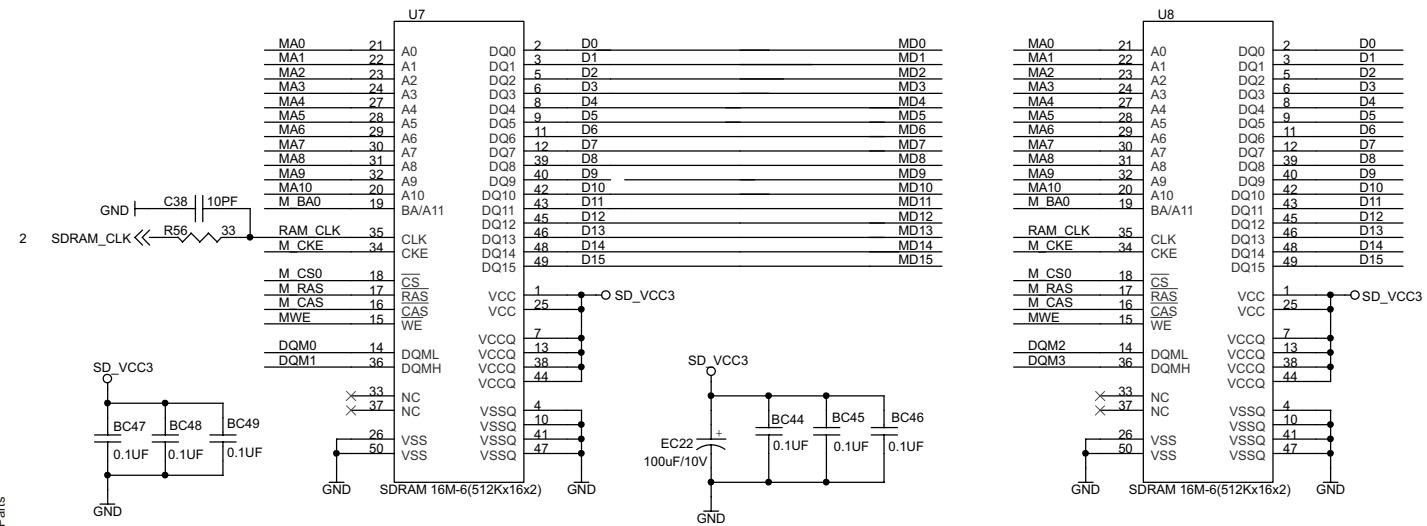 U7
MA0 21 A0 DQ0 2 D0 MD0
MA1 22 A1 DQ1 3 D1 MD1
MA2 23 A2 DQ2 5 D2 MD2
MA3 24 A3 DQ3 6 D3 MD3
MA4 27 A4 DQ4 8 D4 MD4
MA5 28 A5 DQ5 9 D5 MD5
MA6 29 A6 DQ6 11 D6 MD6
MA7 30 A7 DQ7 12 D7 MD7
MA8 31 A8 DQ8 39 D8 MD8
MA9 32 A9 DQ9 40 D9 MD9
MA10 20 A10 DQ10 42 D10 MD10
M_BA0 19 BA/A11 DQ11 43 D11 MD11
DQ12 45 D12 MD12
RAM_CLK 35 CLK DQ13 46 D13 MD13
M_CKE 34 CKE DQ14 48 D14 MD14
DQ15 49 D15 MD15
M_CS0 18 CS
M_RAS 17 RAS VCC 1 SD_VCC3
M_CAS 16 CAS VCC 25
MWE 15 WE
VCCQ 7
DQM0 14 DQML VCCQ 13
DQM1 36 DQMH VCCQ 38
VCCQ 44
33 NC
37 NC VSSQ 4
VSSQ 10
26 VSS VSSQ 41
50 VSS VSSQ 47
GND SDRAM 16M-6(512Kx16x2) GND
GND C38 10PF
2 SDRAM_CLK R56 33
SD_VCC3
BC47 BC48 BC49
0.1UF 0.1UF 0.1UF
GND
SD_VCC3
EC22 BC44 BC45 BC46
100uF/10V 0.1UF 0.1UF 0.1UF
+
GND
U8
MA0 21 A0 DQ0 2 D0
MA1 22 A1 DQ1 3 D1
MA2 23 A2 DQ2 5 D2
MA3 24 A3 DQ3 6 D3
MA4 27 A4 DQ4 8 D4
MA5 28 A5 DQ5 9 D5
MA6 29 A6 DQ6 11 D6
MA7 30 A7 DQ7 12 D7
MA8 31 A8 DQ8 39 D8
MA9 32 A9 DQ9 40 D9
MA10 20 A10 DQ10 42 D10
M_BA0 19 BA/A11 DQ11 43 D11
DQ12 45 D12
RAM_CLK 35 CLK DQ13 46 D13
M_CKE 34 CKE DQ14 48 D14
DQ15 49 D15
M_CS0 18 CS
M_RAS 17 RAS VCC 1 SD_VCC3
M_CAS 16 CAS VCC 25
MWE 15 WE
VCCQ 7
DQM2 14 DQML VCCQ 13
DQM3 36 DQMH VCCQ 38
VCCQ 44
33 NC
37 NC VSSQ 4
VSSQ 10
26 VSS VSSQ 41
50 VSS VSSQ 47
GND SDRAM 16M-6(512Kx16x2) GND
Parts